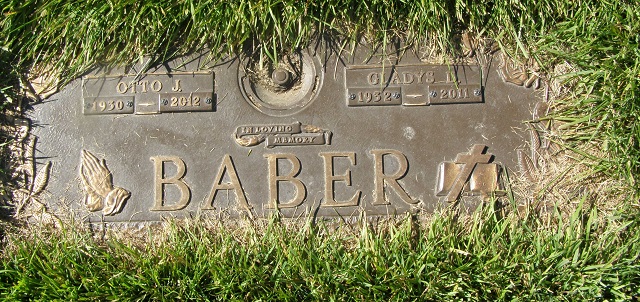 OTTO J.
1930 2012
GLADYS L.
1932 2011
IN LOVING
MEMORY
BABER